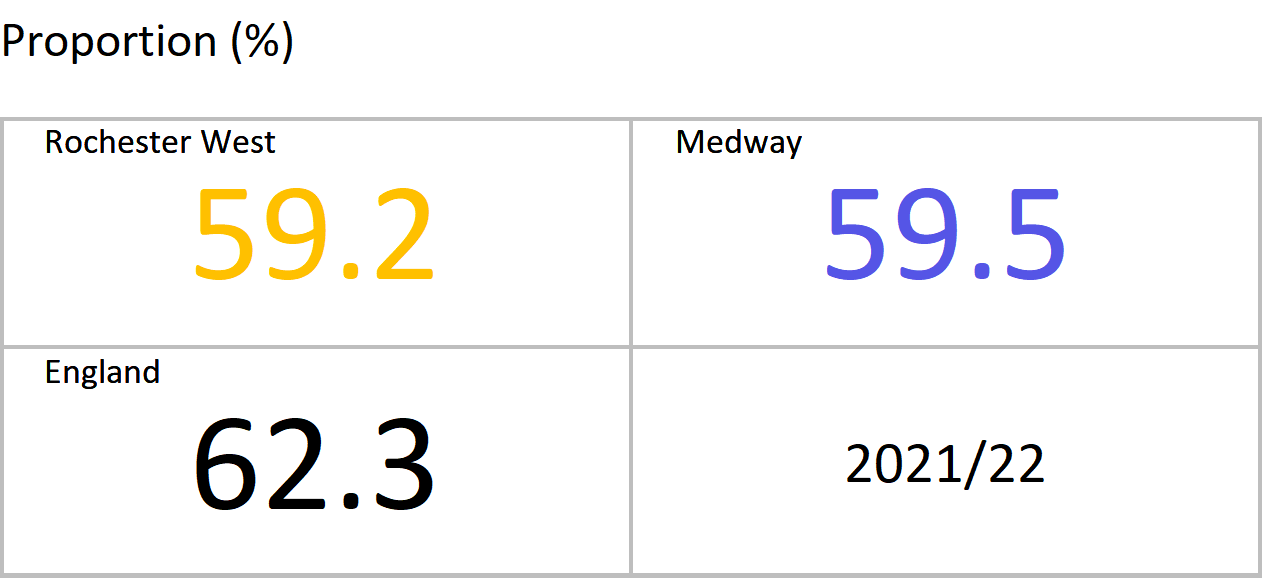 Proportion (%)
Rochester West
59.2
Medway
59.5
England
62.3
2021/22